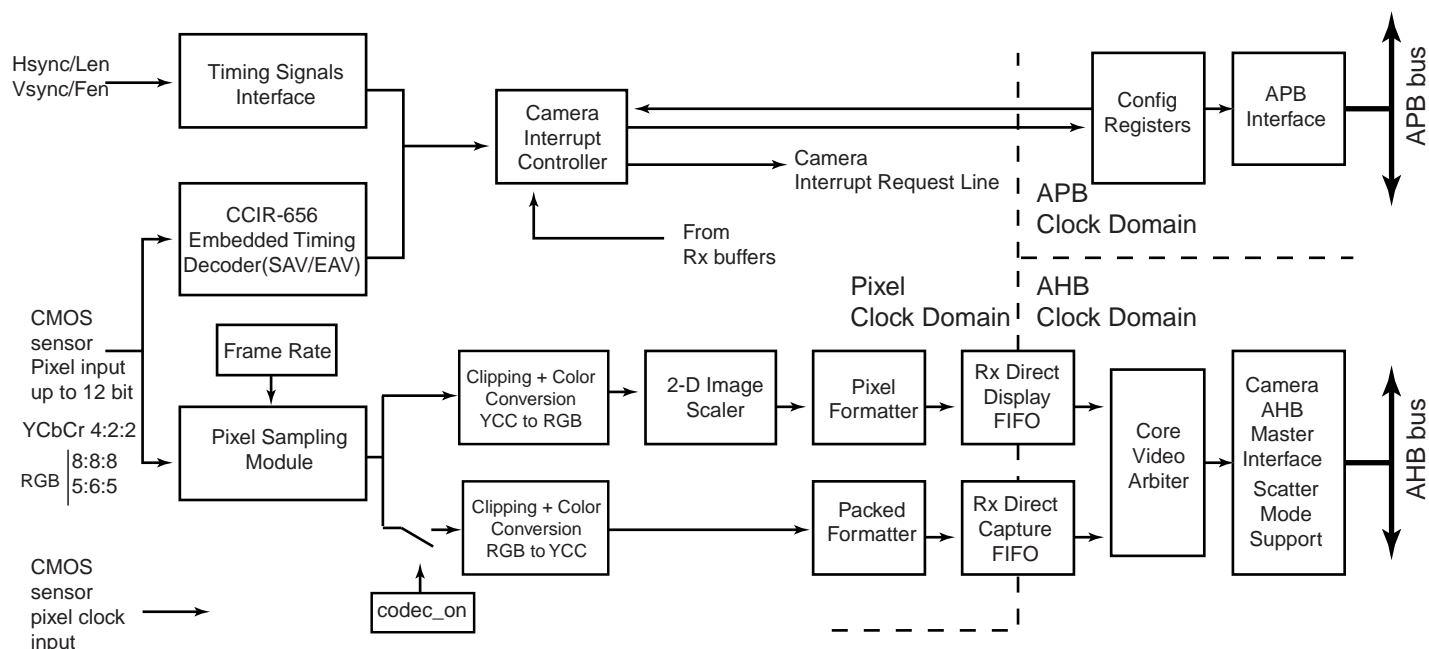 Hsync/Len
Vsync/Fen
Timing Signals
Interface
CCIR-656
Embedded Timing
Decoder(SAV/EAV)
Camera
Interrupt
Controller
Camera
Interrupt Request Line
From
Rx buffers
Config
Registers
APB
Interface
APB bus
APB
Clock Domain
Pixel
Clock Domain
AHB
Clock Domain
CMOS
sensor
Pixel input
up to 12 bit
YCbCr 4:2:2
RGB
8:8:8
5:6:5
Frame Rate
Pixel Sampling
Module
Clipping + Color
Conversion
YCC to RGB
2-D Image
Scaler
Pixel
Formatter
Rx Direct
Display
FIFO
Clipping + Color
Conversion
RGB to YCC
Packed
Formatter
Rx Direct
Capture
FIFO
Core
Video
Arbiter
Camera
AHB
Master
Interface
Scatter
Mode
Support
AHB bus
codec_on
CMOS
sensor
pixel clock
input